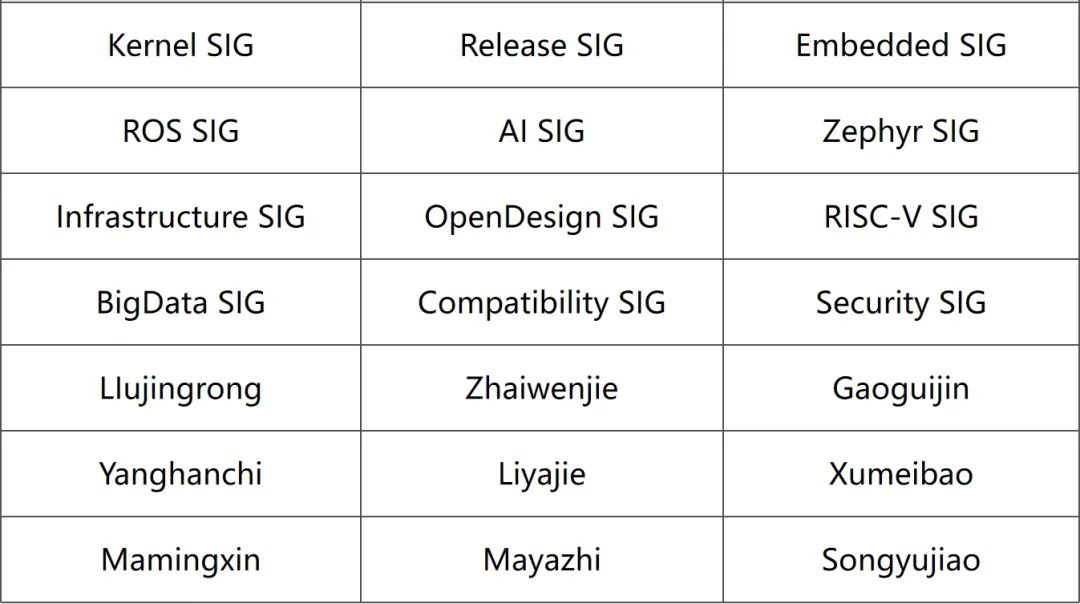 Kernel SIG Release SIG Embedded SIG
ROS SIG AI SIG Zephyr SIG
Infrastructure SIG OpenDesign SIG RISC-V SIG
BigData SIG Compatibility SIG Security SIG
LIujingrong Zhaiwenjie Gaoguijin
Yanghanchi Liyajie Xumeibao
Mamingxin Mayazhi Songyujiao